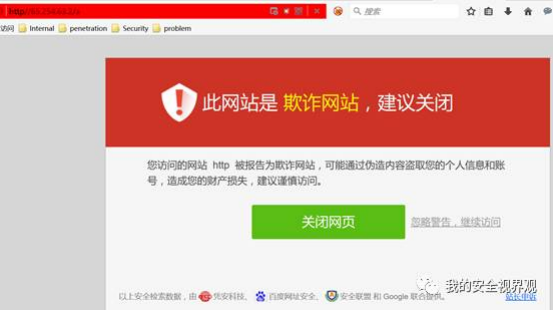 搜索
访问 Internal penetration Security problem
此网站是 欺诈网站，建议关闭
您访问的网站 http 被报告为欺诈网站，可能通过伪造内容盗取您的个人信息和账
号，造成您的财产损失，建议谨慎访问。
关闭网页 忽略警告，继续访问
以上安全检索数据，由 凭安科技、 百度网址安全、 安全联盟 和 Google 联合提供。 站长申诉
我的安全视界观